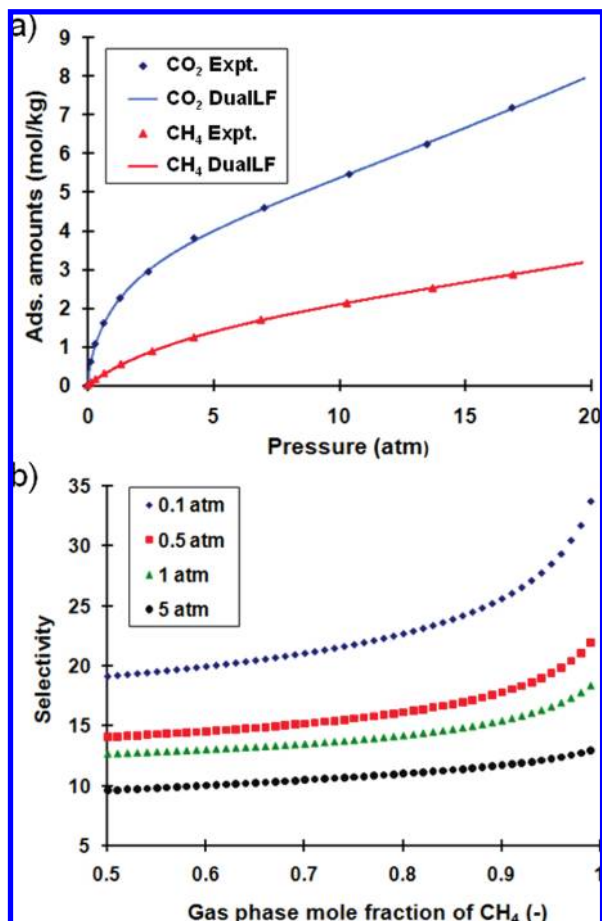 a)
9
8
7
6
5
4
3
2
1
0
Ads. amounts (mol/kg)
CO₂ Expt.
CO₂ DualLF
CH₄ Expt.
CH₄ DualLF
0 5 10 15 20
Pressure (atm)
b)
35
30
25
20
15
10
5
Selectivity
0.1 atm
0.5 atm
1 atm
5 atm
0.5 0.6 0.7 0.8 0.9 1
Gas phase mole fraction of CH₄ (-)